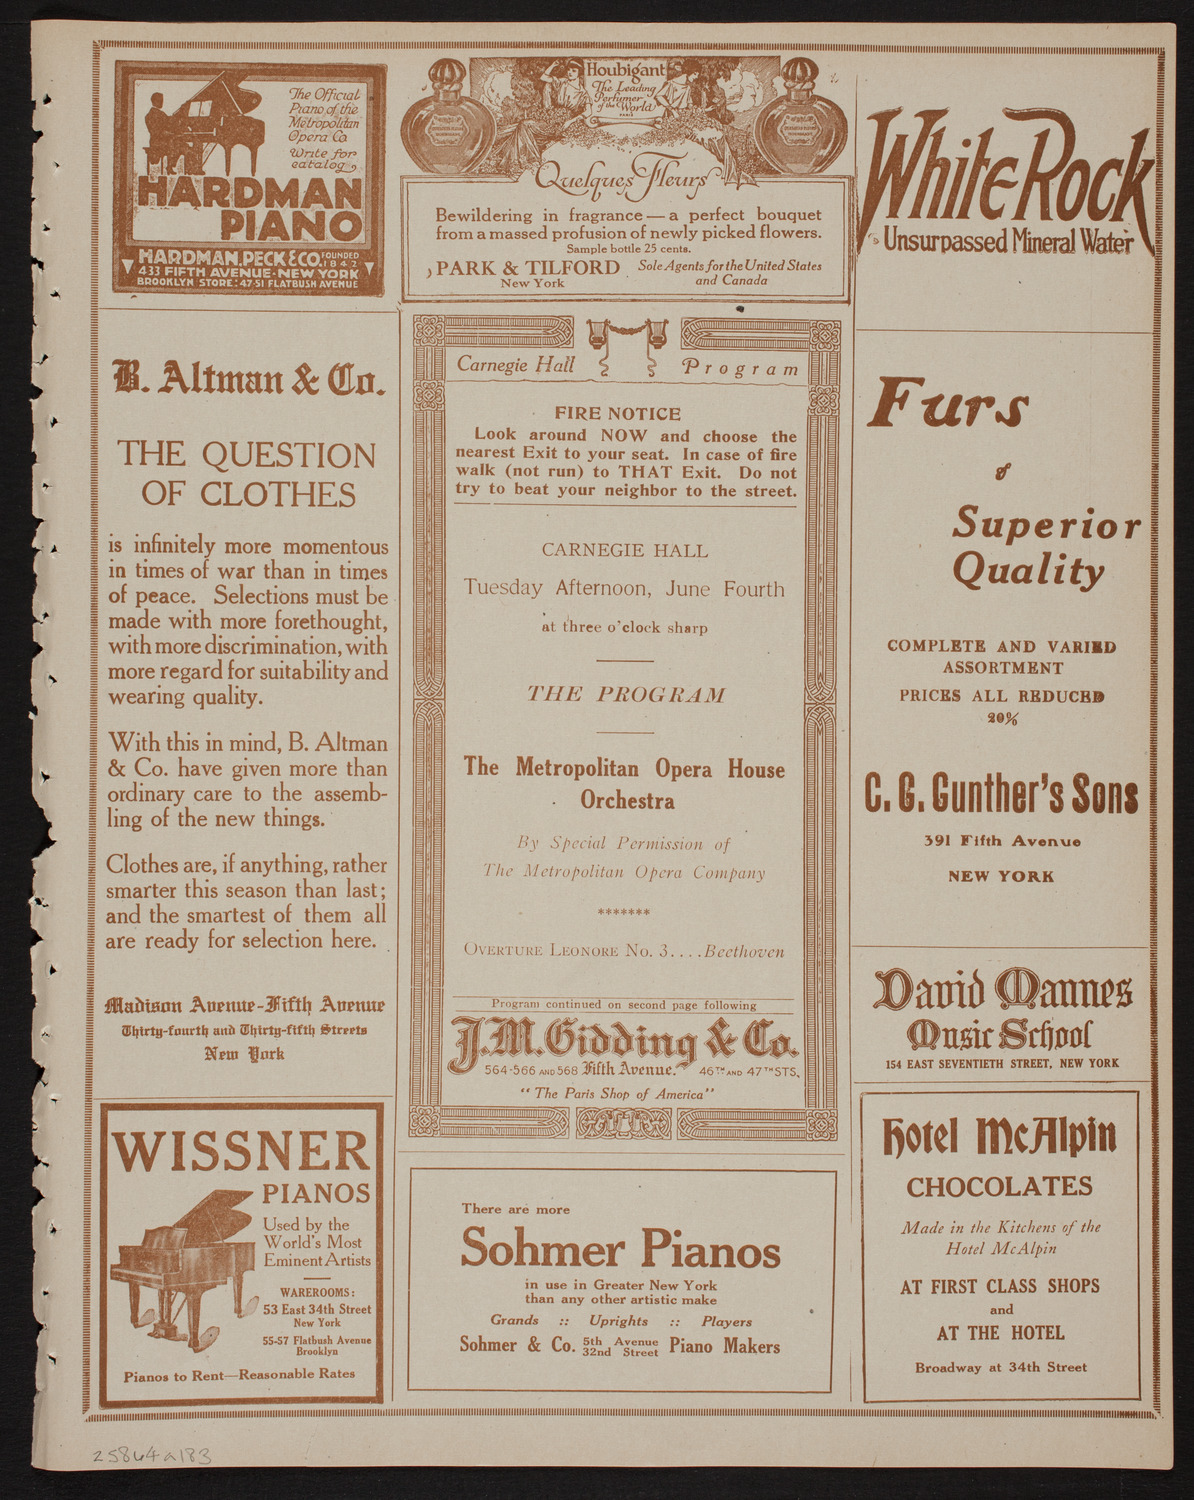 The Official
Piano of the
Metropolitan
Opera Co.
Write for
catalog
HARDMAN
PIANO
HARDMAN, PECK & CO. FOUNDED 1842
433 FIFTH AVENUE · NEW YORK
BROOKLYN STORE: 47-51 FLATBUSH AVENUE
B. Altman & Co.
THE QUESTION
OF CLOTHES
is infinitely more momentous
in times of war than in times
of peace. Selections must be
made with more forethought,
with more discrimination, with
more regard for suitability and
wearing quality.
With this in mind, B. Altman
& Co. have given more than
ordinary care to the assemb-
ling of the new things.
Clothes are, if anything, rather
smarter this season than last;
and the smartest of them all
are ready for selection here.
Madison Avenue-Fifth Avenue
Thirty-fourth and Thirty-fifth Streets
New York
WISSNER
PIANOS
Used by the
World's Most
Eminent Artists
WAREROOMS:
53 East 34th Street
New York
55-57 Flatbush Avenue
Brooklyn
Pianos to Rent—Reasonable Rates
Houbigant
The Leading
Perfumer
of the World
PARIS
Quelques Fleurs
Bewildering in fragrance — a perfect bouquet
from a massed profusion of newly picked flowers.
Sample bottle 25 cents.
PARK & TILFORD Sole Agents for the United States
New York and Canada
Carnegie Hall Program
FIRE NOTICE
Look around NOW and choose the
nearest Exit to your seat. In case of fire
walk (not run) to THAT Exit. Do not
try to beat your neighbor to the street.
CARNEGIE HALL
Tuesday Afternoon, June Fourth
at three o'clock sharp
THE PROGRAM
The Metropolitan Opera House
Orchestra
By Special Permission of
The Metropolitan Opera Company
*******
OVERTURE LEONORE No. 3. . . .Beethoven
Program continued on second page following
J. M. Gidding & Co.
564-566 AND 568 Fifth Avenue. 46TH AND 47TH STS.
"The Paris Shop of America"
There are more
Sohmer Pianos
in use in Greater New York
than any other artistic make
Grands :: Uprights :: Players
Sohmer & Co. 5th Avenue 32nd Street Piano Makers
White Rock
Unsurpassed Mineral Water
Furs
of
Superior
Quality
COMPLETE AND VARIED
ASSORTMENT
PRICES ALL REDUCED
20%
C. G. Gunther's Sons
391 Fifth Avenue
NEW YORK
David Mannes
Music School
154 EAST SEVENTIETH STREET, NEW YORK
Hotel McAlpin
CHOCOLATES
Made in the Kitchens of the
Hotel McAlpin
AT FIRST CLASS SHOPS
and
AT THE HOTEL
Broadway at 34th Street
25864a183